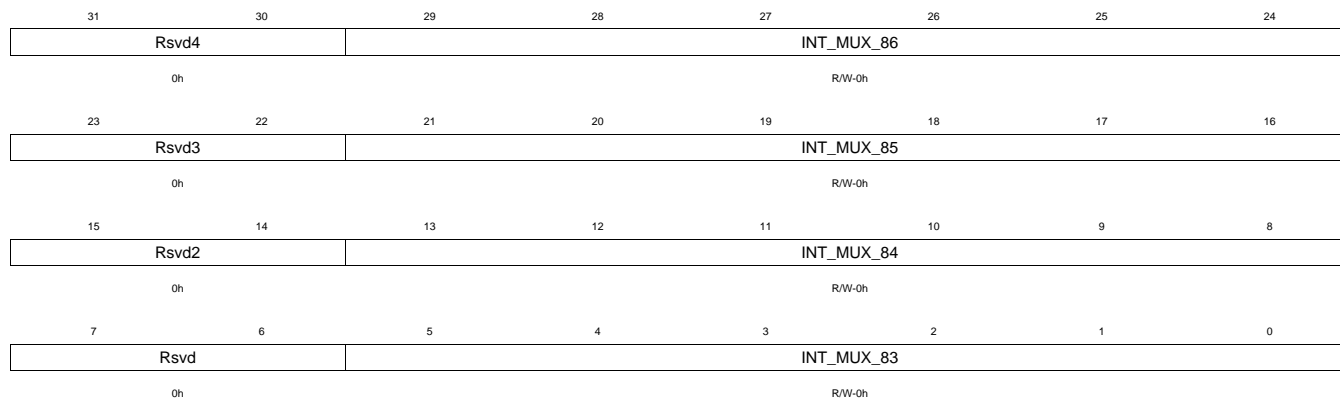 31 30 29 28 27 26 25 24
Rsvd4 INT_MUX_86
0h R/W-0h
23 22 21 20 19 18 17 16
Rsvd3 INT_MUX_85
0h R/W-0h
15 14 13 12 11 10 9 8
Rsvd2 INT_MUX_84
0h R/W-0h
7 6 5 4 3 2 1 0
Rsvd INT_MUX_83
0h R/W-0h